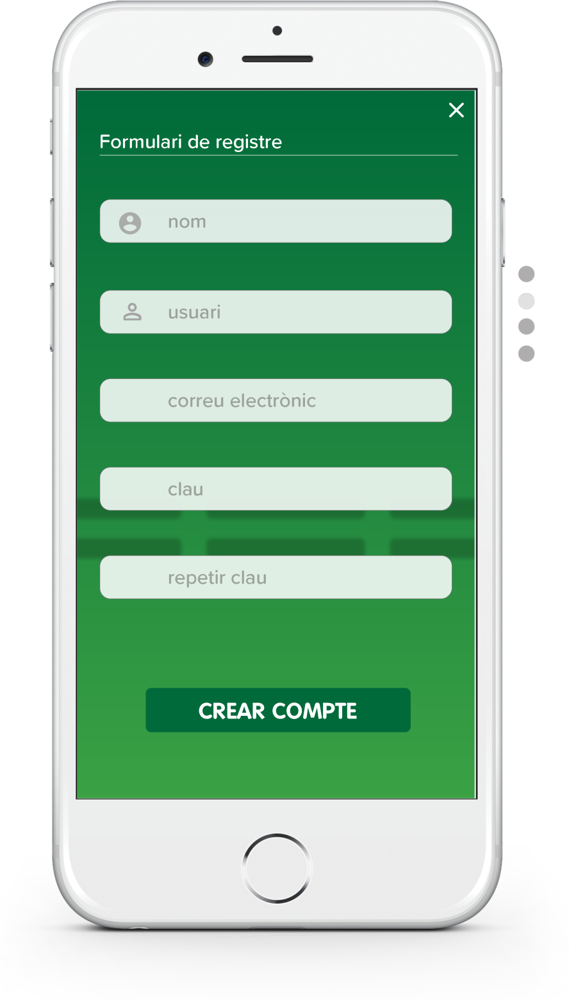 Formulari de registre
nom
usuari
correu electrònic
clau
repetir clau
CREAR COMPTE